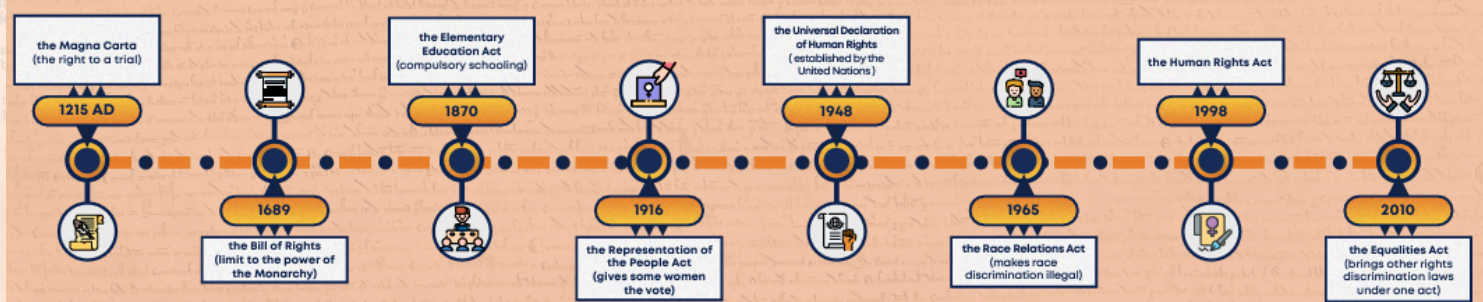 the Magna Carta
(the right to a trial)
1215 AD
1689
the Bill of Rights
(limit to the power of
the Monarchy)
the Elementary
Education Act
(compulsory schooling)
1870
1916
the Representation of
the People Act
(gives some women
the vote)
the Universal Declaration
of Human Rights
( established by the
United Nations )
1948
1965
the Race Relations Act
(makes race
discrimination illegal)
the Human Rights Act
1998
2010
the Equalities Act
(brings other rights
discrimination laws
under one act)